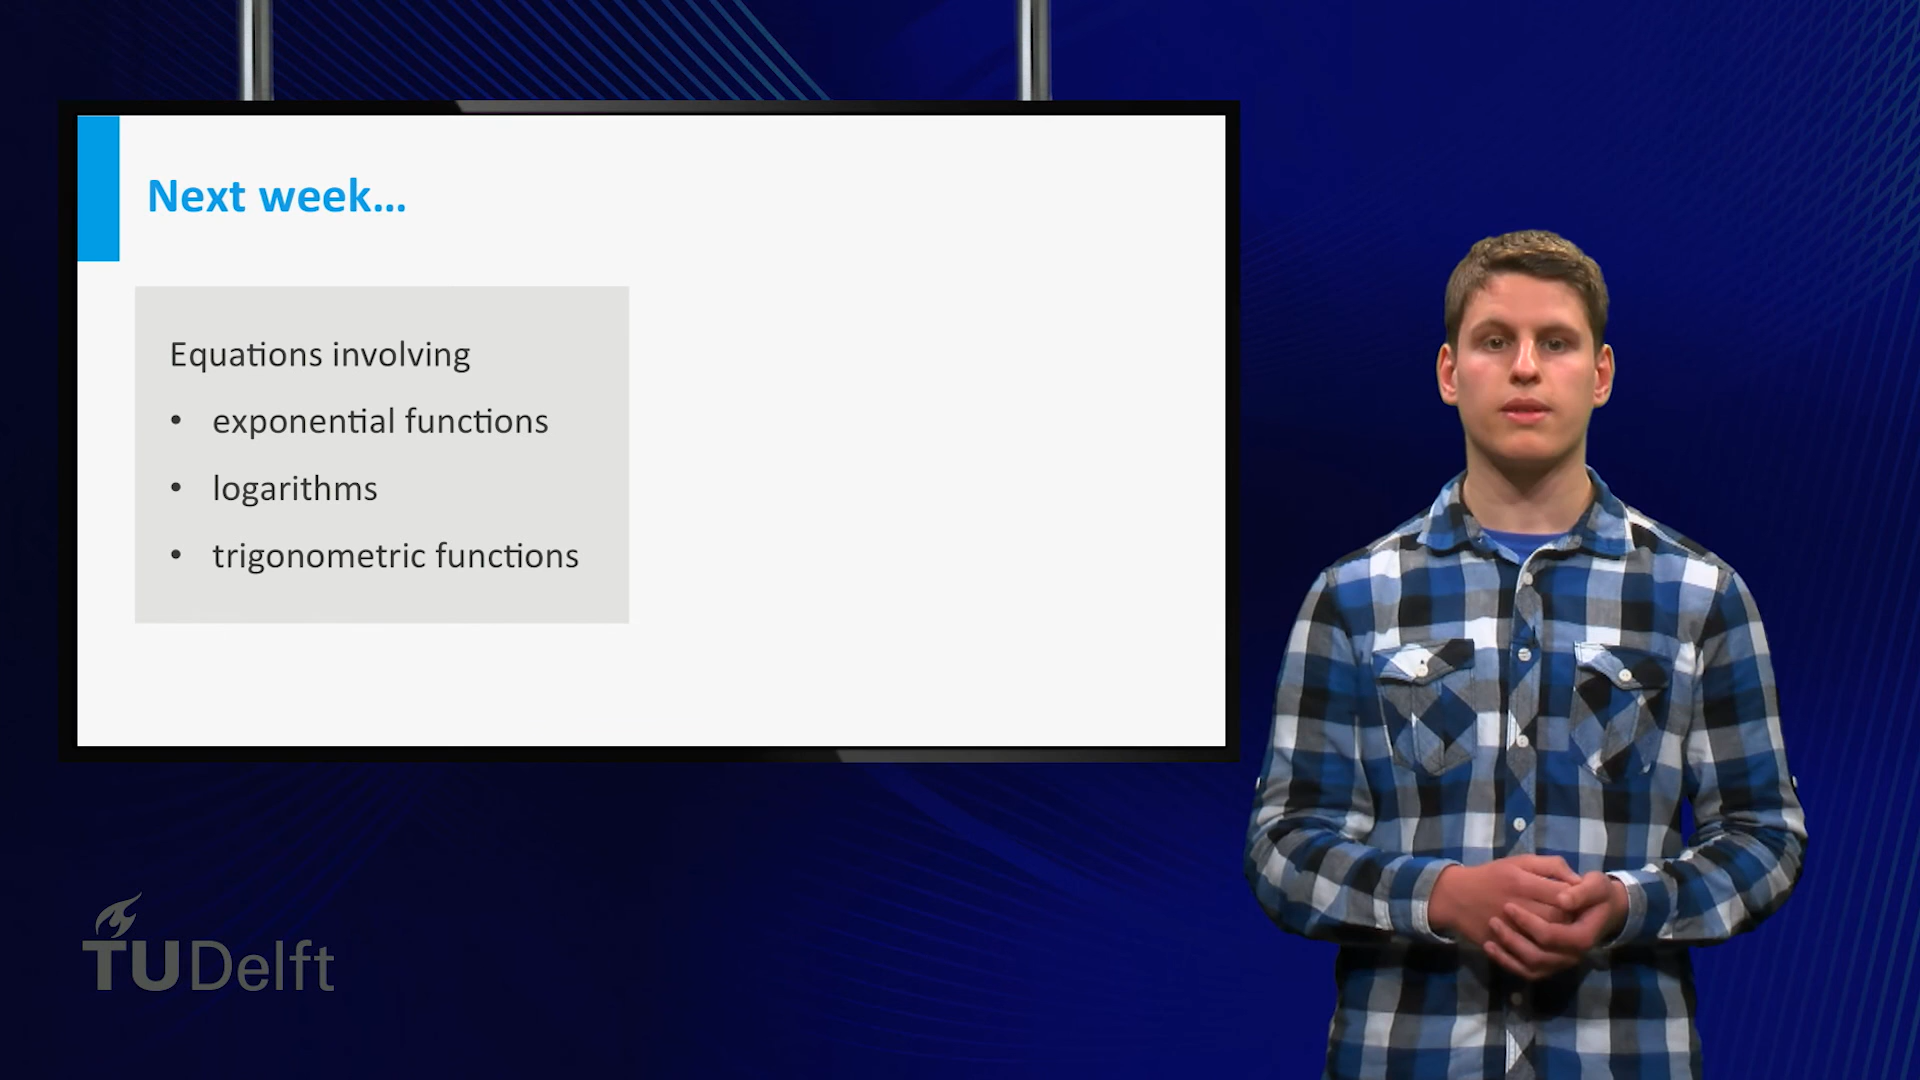 Next week...
Equations involving
• exponential functions
• logarithms
• trigonometric functions
TUDelft